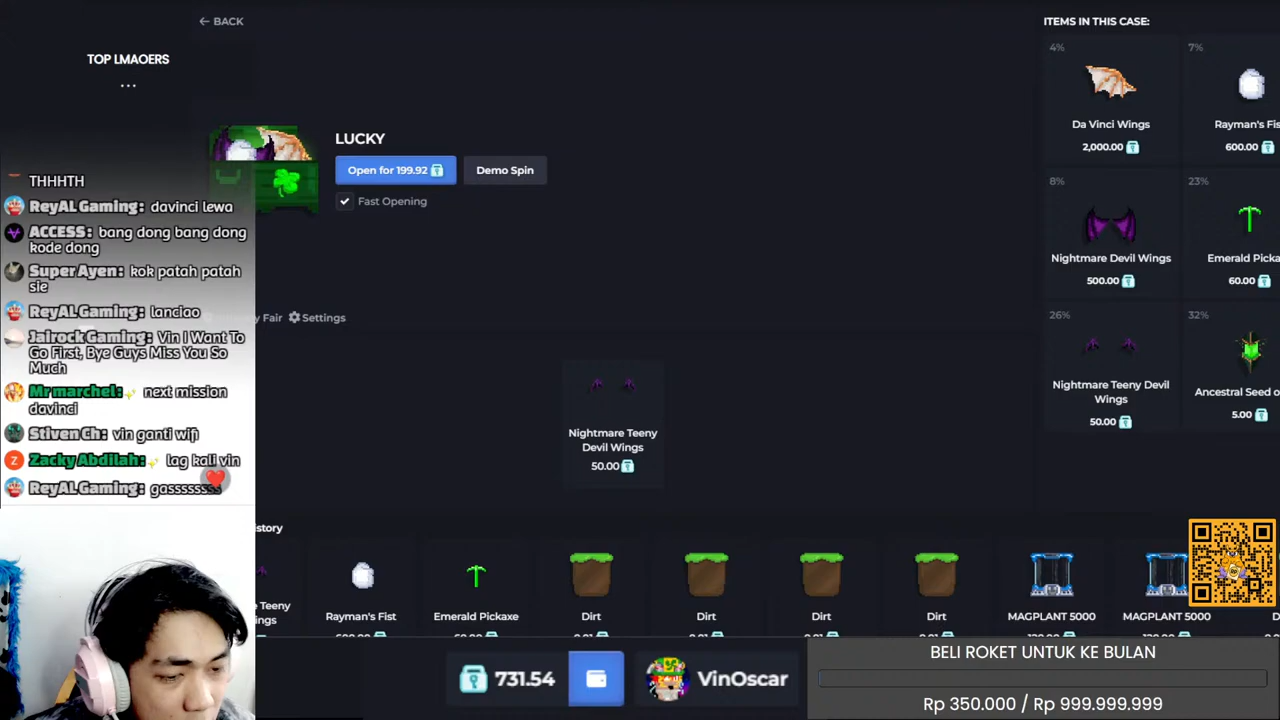 BACK
ITEMS IN THIS CASE:
TOP LMAOERS
...
4%
7%
Da Vinci Wings
Rayman's Fis
2,000.00
600.00
LUCKY
Open for 199.92
Demo Spin
Fast Opening
THHHTH
ReyAL Gaming: davinci lewa
ACCESS: bang dong bang dong
kode dong
Super Ayen: kok patah patah
sie
ReyAL Gaming: lanciao
Jairock Gaming: Vin I Want To
Go First, Bye Guys Miss You So
Much
Mr marchel: next mission
davinci
Stiven Ch: vin ganti wifi
Zacky Abdilah: lag kali vin
ReyAL Gaming: gasssssss
8%
23%
Nightmare Devil Wings
Emerald Picka
500.00
60.00
26%
32%
Nightmare Teeny Devil
Wings
Ancestral Seed o
50.00
5.00
Fair
Settings
Nightmare Teeny
Devil Wings
50.00
istory
e Teeny
ings
Rayman's Fist
Emerald Pickaxe
Dirt
Dirt
Dirt
Dirt
MAGPLANT 5000
MAGPLANT 5000
731.54
VinOscar
BELI ROKET UNTUK KE BULAN
Rp 350.000 / Rp 999.999.999